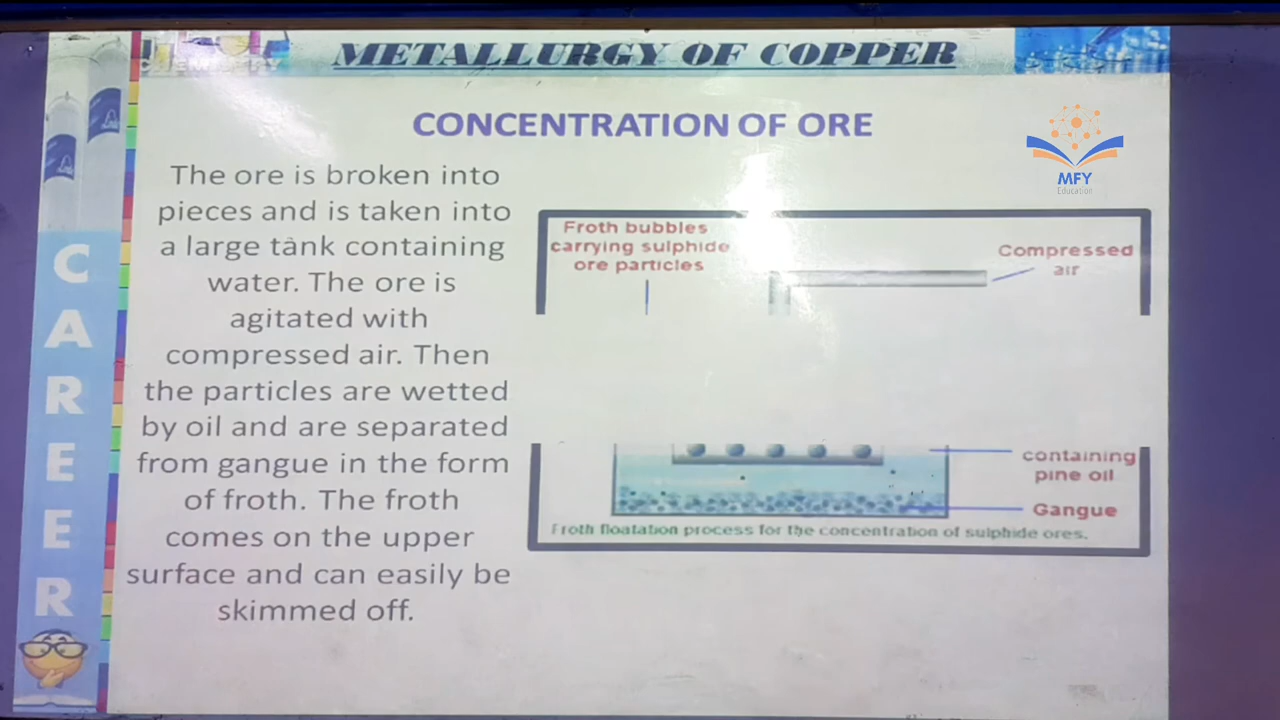 CHEMISTRY
METALLURGY OF COPPER
CONCENTRATION OF ORE
MFY
Education
The ore is broken into
pieces and is taken into
a large tank containing
water. The ore is
agitated with
compressed air. Then
the particles are wetted
by oil and are separated
from gangue in the form
of froth. The froth
comes on the upper
surface and can easily be
skimmed off.
Froth bubbles
carrying sulphide
ore particles
Compressed
air
containing
pine oil
Gangue
Froth floatation process for the concentration of sulphide ores.
CAREER